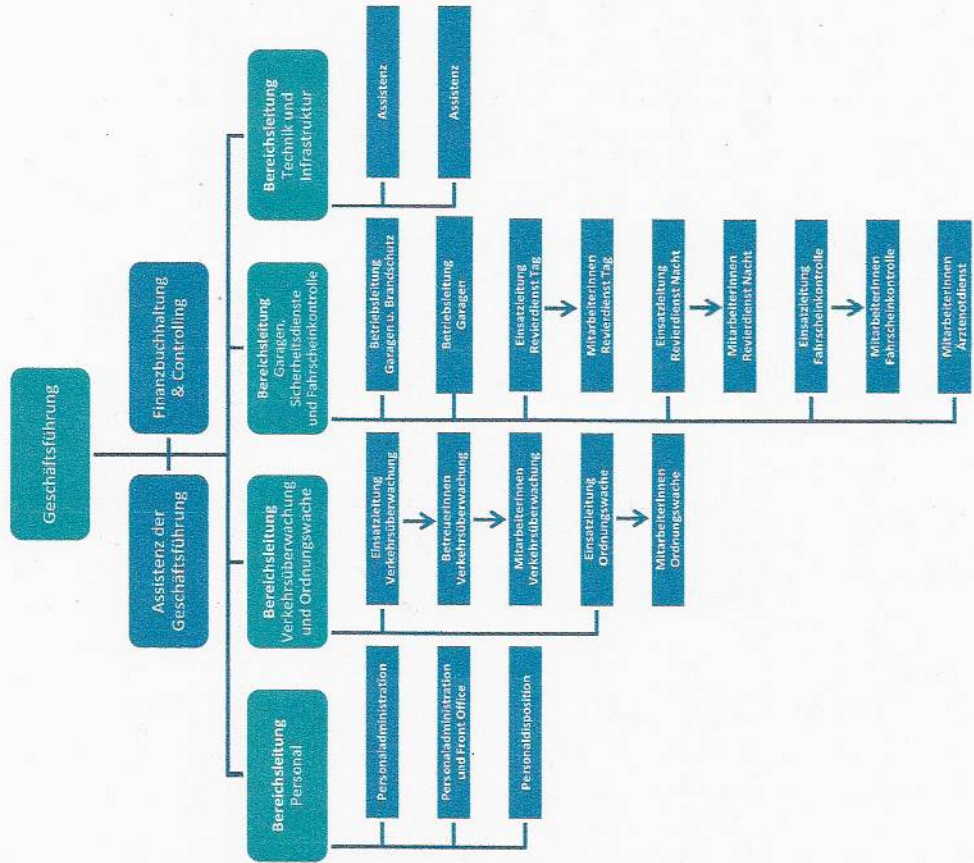 Geschäftsführung
Assistenz der
Geschäftsführung
Finanzbuchhaltung
& Controlling
Bereichsleitung
Personal
Personaladministration
Personaladministration
und Front Office
Personaldisposition
Bereichsleitung
Verkehrsüberwachung
und Ordnungswache
Einsatzleitung
Verkehrsüberwachung
BetreuerInnen
Verkehrsüberwachung
MitarbeiterInnen
Verkehrsüberwachung
Einsatzleitung
Ordnungswache
MitarbeiterInnen
Ordnungswache
Bereichsleitung
Garagen,
Sicherheitsdienste
und Fahrscheinkontrolle
Betriebsleitung
Garagen u. Brandschutz
Betriebsleitung
Garagen
Einsatzleitung
Revierdienst Tag
MitarbeiterInnen
Revierdienst Tag
Einsatzleitung
Revierdienst Nacht
MitarbeiterInnen
Revierdienst Nacht
Einsatzleitung
Fahrscheinkontrolle
MitarbeiterInnen
Fahrscheinkontrolle
MitarbeiterInnen
Ärztenotdienst
Bereichsleitung
Technik und
Infrastruktur
Assistenz
Assistenz